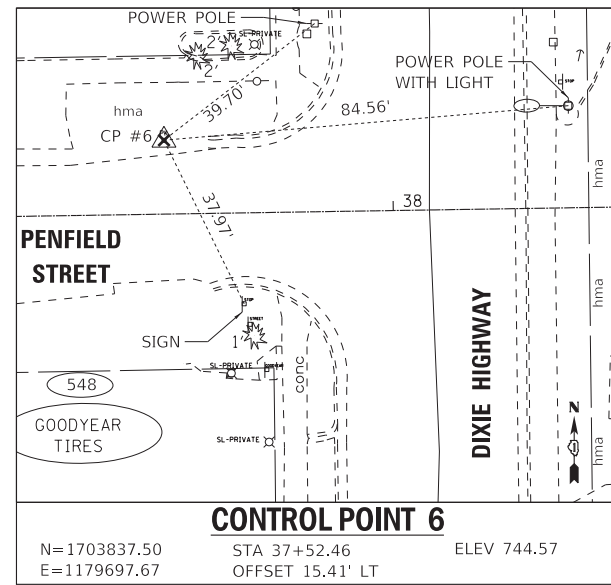 POWER POLE
2'
SL-PRIVATE
2'
POWER POLE
WITH LIGHT
STOP
39.70'
84.56'
hma
CP #6
hma
37.97'
38
PENFIELD
STREET
STOP
STREET
SIGN
1'
SL-PRIVATE
conc
DIXIE HIGHWAY
hma
548
GOODYEAR
TIRES
SL-PRIVATE
N
hma
CONTROL POINT 6
N=1703837.50
STA 37+52.46
ELEV 744.57
E=1179697.67
OFFSET 15.41' LT